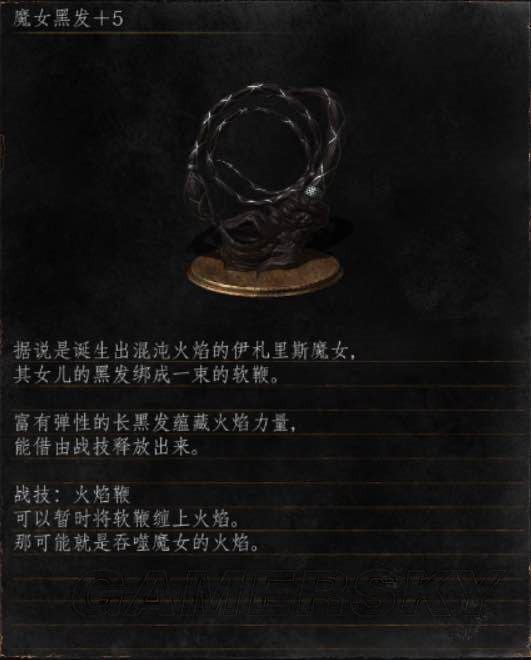 魔女黑发+5
据说是诞生出混沌火焰的伊札里斯魔女，
其女儿的黑发绑成一束的软鞭。
富有弹性的长黑发蕴藏火焰力量，
能借由战技释放出来。
战技：火焰鞭
可以暂时将软鞭缠上火焰。
那可能就是吞噬魔女的火焰。
GAMERSKY